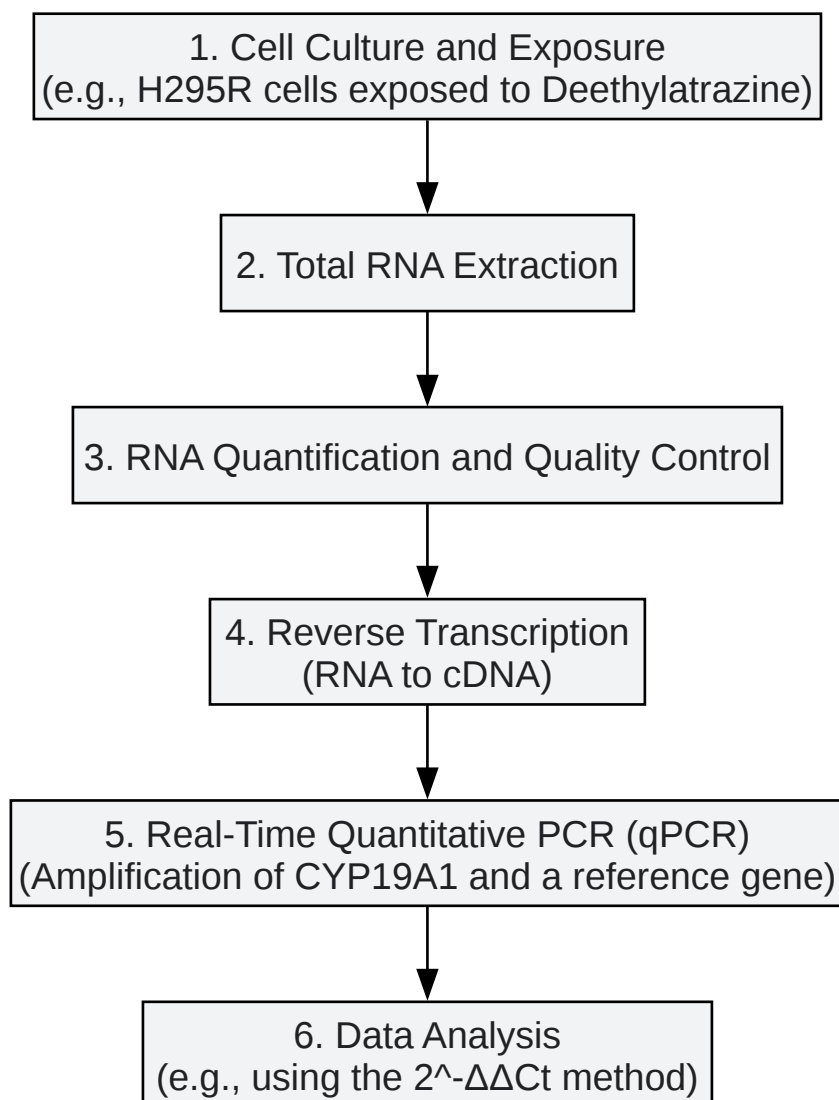 1. Cell Culture and Exposure
(e.g., H295R cells exposed to Deethylatrazine)
2. Total RNA Extraction
3. RNA Quantification and Quality Control
4. Reverse Transcription
(RNA to cDNA)
5. Real-Time Quantitative PCR (qPCR)
(Amplification of CYP19A1 and a reference gene)
6. Data Analysis
(e.g., using the 2^-ΔΔCt method)